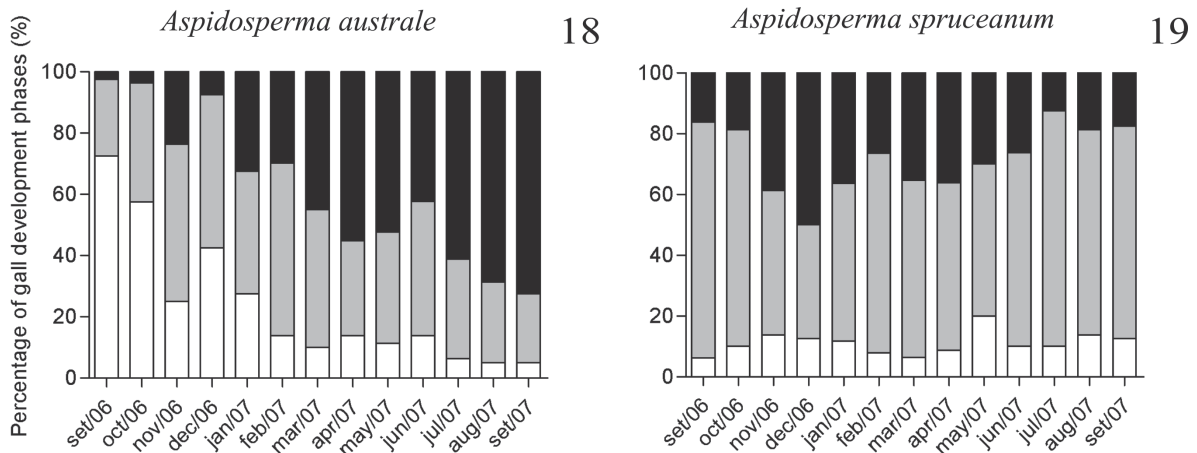 Aspidosperma australe
18
Percentage of gall development phases (%)
100
80
60
40
20
0
set/06
oct/06
nov/06
dec/06
jan/07
feb/07
mar/07
apr/07
may/07
jun/07
jul/07
aug/07
set/07
Aspidosperma spruceanum
19
100
80
60
40
20
0
set/06
oct/06
nov/06
dec/06
jan/07
feb/07
mar/07
apr/07
may/07
jun/07
jul/07
aug/07
set/07